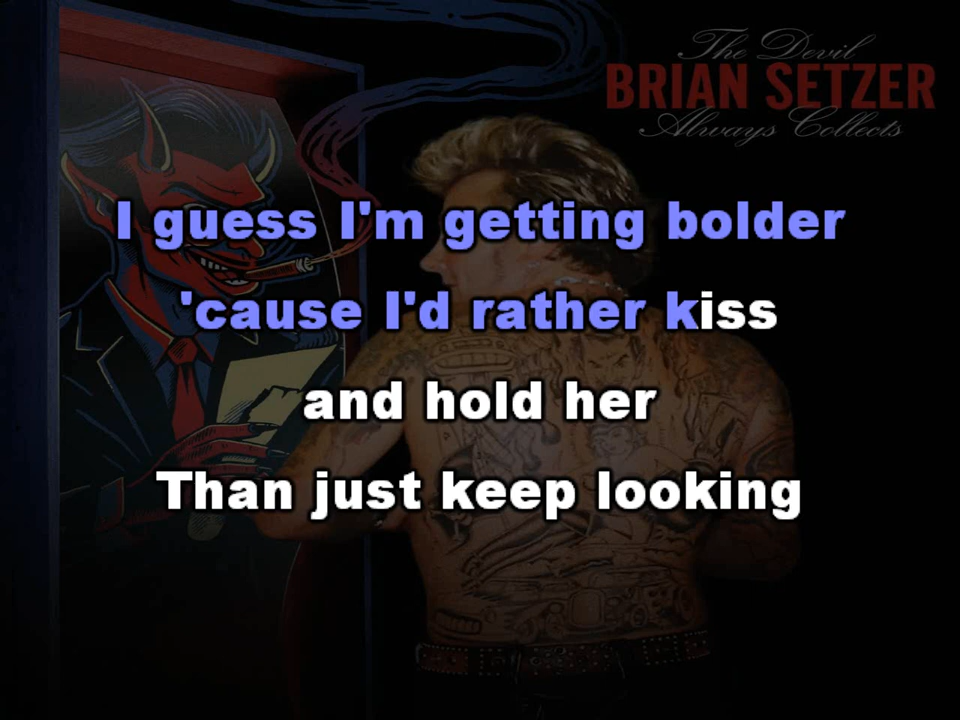 The Devil
BRIAN SETZER
Always Collects
I guess I'm getting bolder
'cause I'd rather kiss
and hold her
Than just keep looking